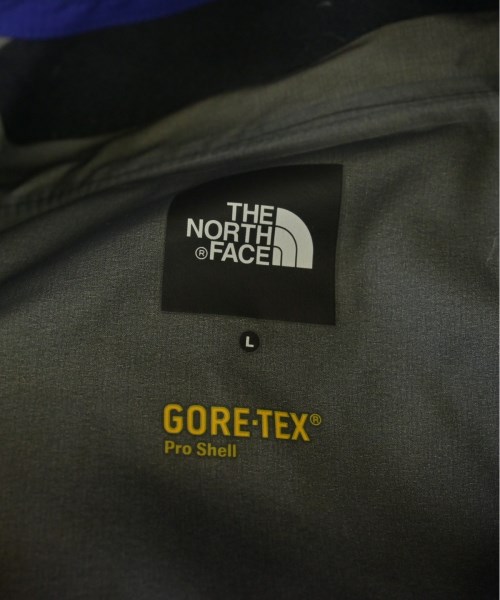 THE
NORTH
®FACE
L
GORE-TEX®
Pro Shell